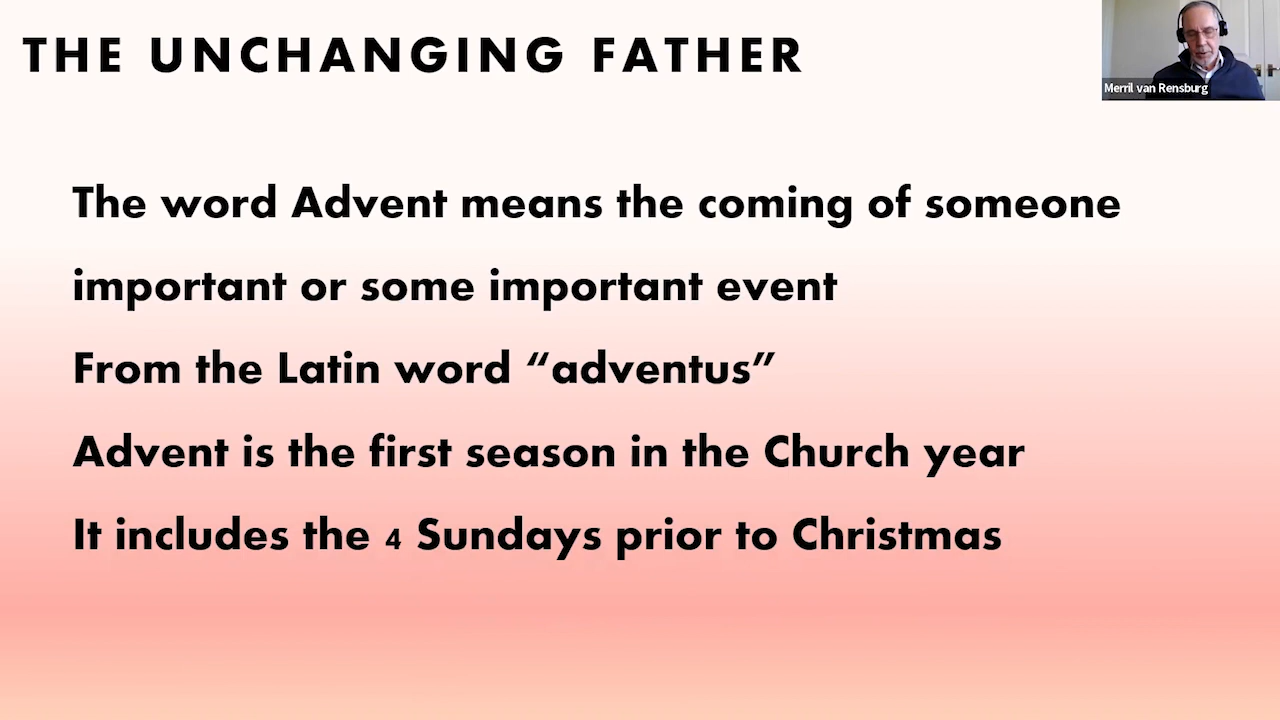 THE UNCHANGING FATHER
Merril van Rensburg
The word Advent means the coming of someone
important or some important event
From the Latin word “adventus”
Advent is the first season in the Church year
It includes the 4 Sundays prior to Christmas